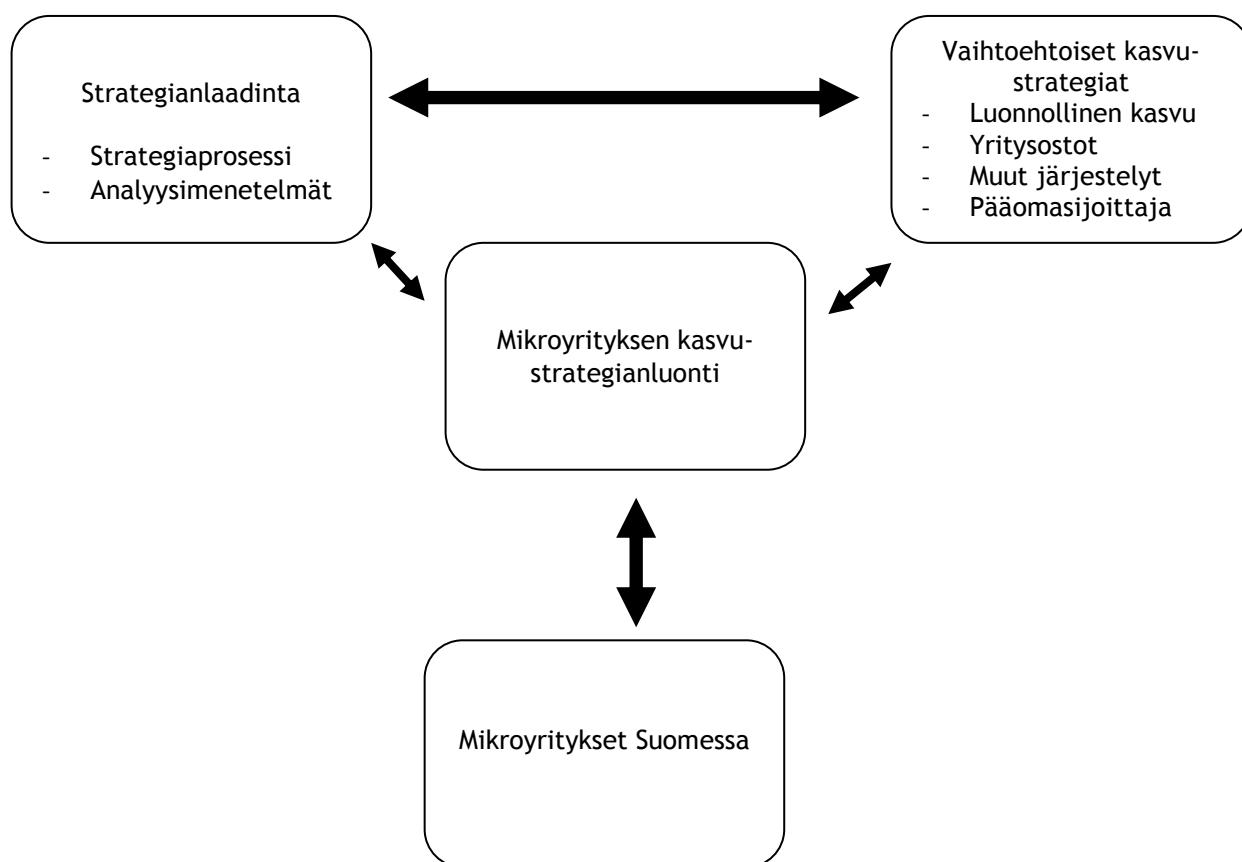 Strategianlaadinta
- Strategiaprosessi
- Analyysimenetelmät
Vaihtoehtoiset kasvu-
strategiat
- Luonnollinen kasvu
- Yritysostot
- Muut järjestelyt
- Pääomasijoittaja
Mikroyrityksen kasvu-
strategianluonti
Mikroyritykset Suomessa